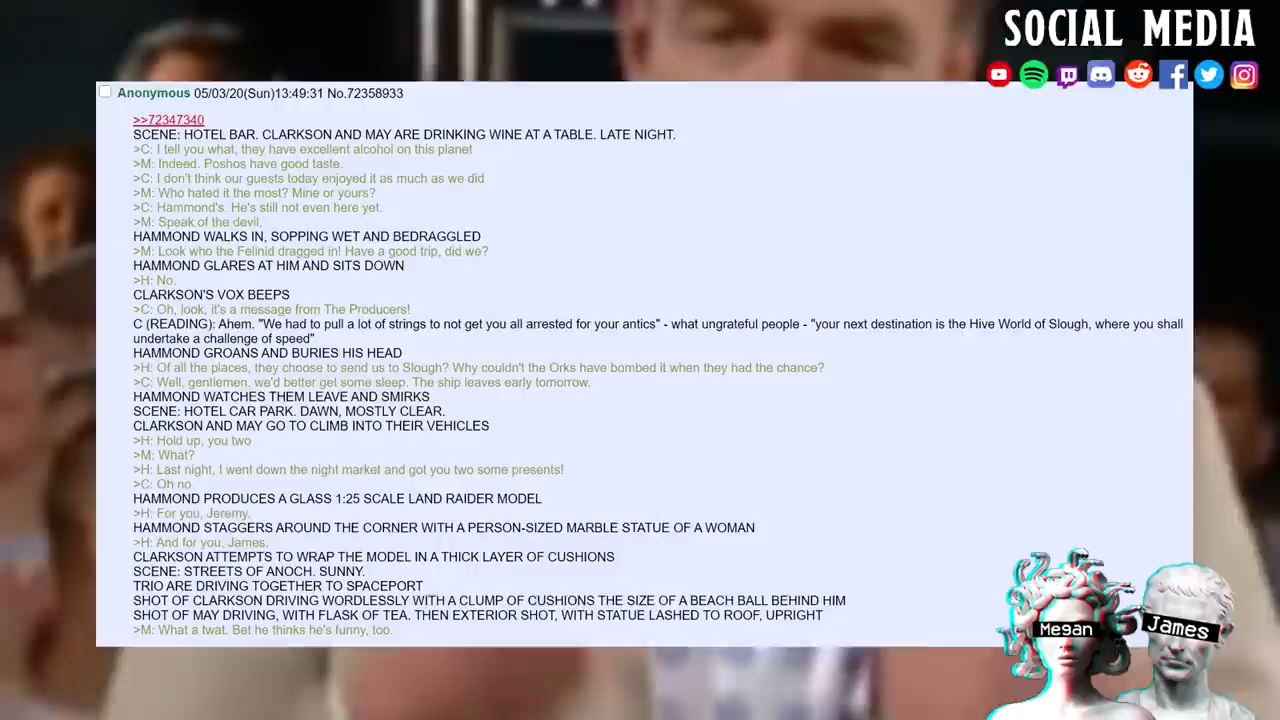 SOCIAL MEDIA
Anonymous 05/03/20(Sun)13:49:31 No.72358933
>>72347340
SCENE: HOTEL BAR. CLARKSON AND MAY ARE DRINKING WINE AT A TABLE. LATE NIGHT.
>C: I tell you what, they have excellent alcohol on this planet
>M: Indeed. Poshos have good taste.
>C: I don't think our guests today enjoyed it as much as we did
>M: Who hated it the most? Mine or yours?
>C: Hammond's. He's still not even here yet.
>M: Speak of the devil.
HAMMOND WALKS IN, SOPPING WET AND BEDRAGGLED
>M: Look who the Felinid dragged in! Have a good trip, did we?
HAMMOND GLARES AT HIM AND SITS DOWN
>H: No.
CLARKSON'S VOX BEEPS
>C: Oh, look, it's a message from The Producers!
C (READING): Ahem. "We had to pull a lot of strings to not get you all arrested for your antics" - what ungrateful people - "your next destination is the Hive World of Slough, where you shall
undertake a challenge of speed"
HAMMOND GROANS AND BURIES HIS HEAD
>H: Of all the places, they choose to send us to Slough? Why couldn't the Orks have bombed it when they had the chance?
>C: Well, gentlemen, we'd better get some sleep. The ship leaves early tomorrow.
HAMMOND WATCHES THEM LEAVE AND SMIRKS
SCENE: HOTEL CAR PARK. DAWN, MOSTLY CLEAR.
CLARKSON AND MAY GO TO CLIMB INTO THEIR VEHICLES
>H: Hold up, you two
>M: What?
>H: Last night, I went down the night market and got you two some presents!
>C: Oh no
HAMMOND PRODUCES A GLASS 1:25 SCALE LAND RAIDER MODEL
>H: For you, Jeremy.
HAMMOND STAGGERS AROUND THE CORNER WITH A PERSON-SIZED MARBLE STATUE OF A WOMAN
>H: And for you, James.
CLARKSON ATTEMPTS TO WRAP THE MODEL IN A THICK LAYER OF CUSHIONS
SCENE: STREETS OF ANOCH. SUNNY.
TRIO ARE DRIVING TOGETHER TO SPACEPORT
SHOT OF CLARKSON DRIVING WORDLESSLY WITH A CLUMP OF CUSHIONS THE SIZE OF A BEACH BALL BEHIND HIM
SHOT OF MAY DRIVING, WITH FLASK OF TEA. THEN EXTERIOR SHOT, WITH STATUE LASHED TO ROOF, UPRIGHT
>M: What a twat. Bet he thinks he's funny, too.
Megan
James